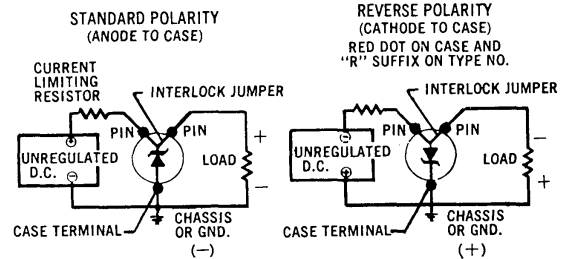 STANDARD POLARITY
(ANODE TO CASE)
CURRENT
LIMITING
RESISTOR
INTERLOCK JUMPER
PIN
PIN
+
UNREGULATED
D.C.
LOAD
−
CASE TERMINAL
CHASSIS
OR GND.
(−)
REVERSE POLARITY
(CATHODE TO CASE)
RED DOT ON CASE AND
"R" SUFFIX ON TYPE NO.
PIN
PIN
−
UNREGULATED
D.C.
LOAD
+
CASE TERMINAL
CHASSIS
OR GND.
(+)